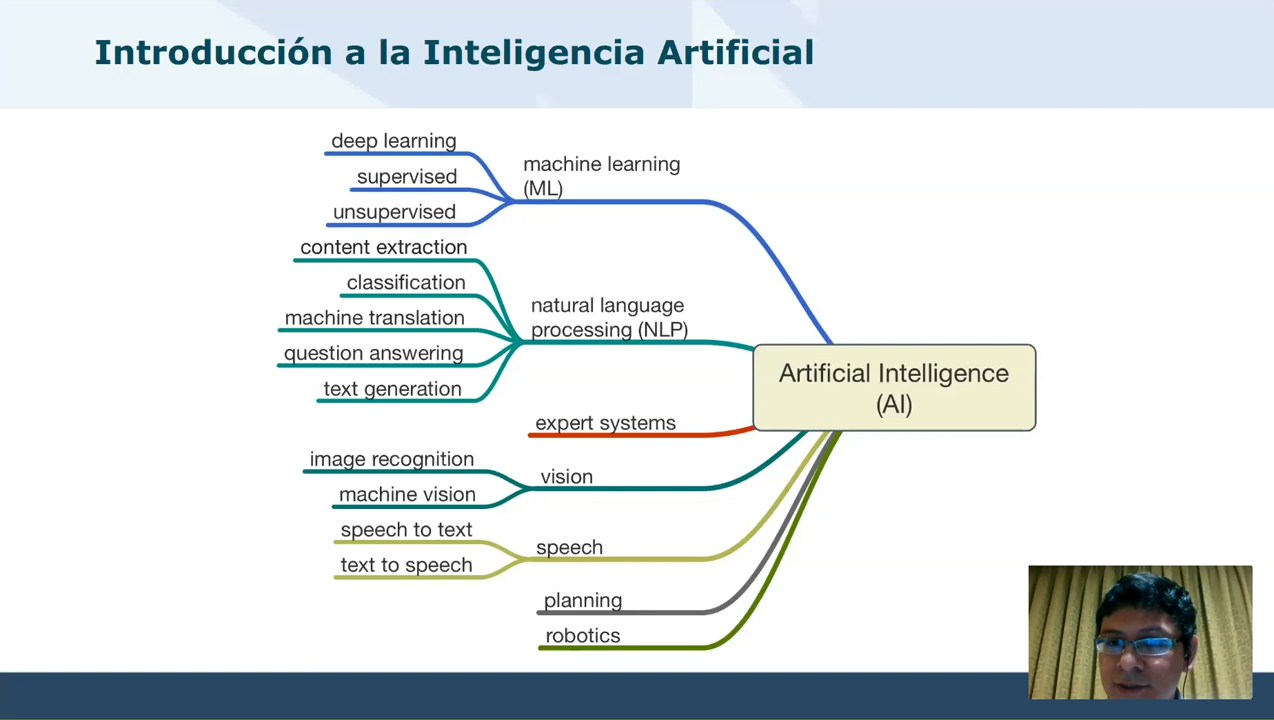 Introducción a la Inteligencia Artificial
deep learning
supervised
unsupervised
machine learning
(ML)
content extraction
classification
machine translation
question answering
text generation
natural language
processing (NLP)
expert systems
image recognition
machine vision
vision
speech to text
text to speech
speech
planning
robotics
Artificial Intelligence
(AI)